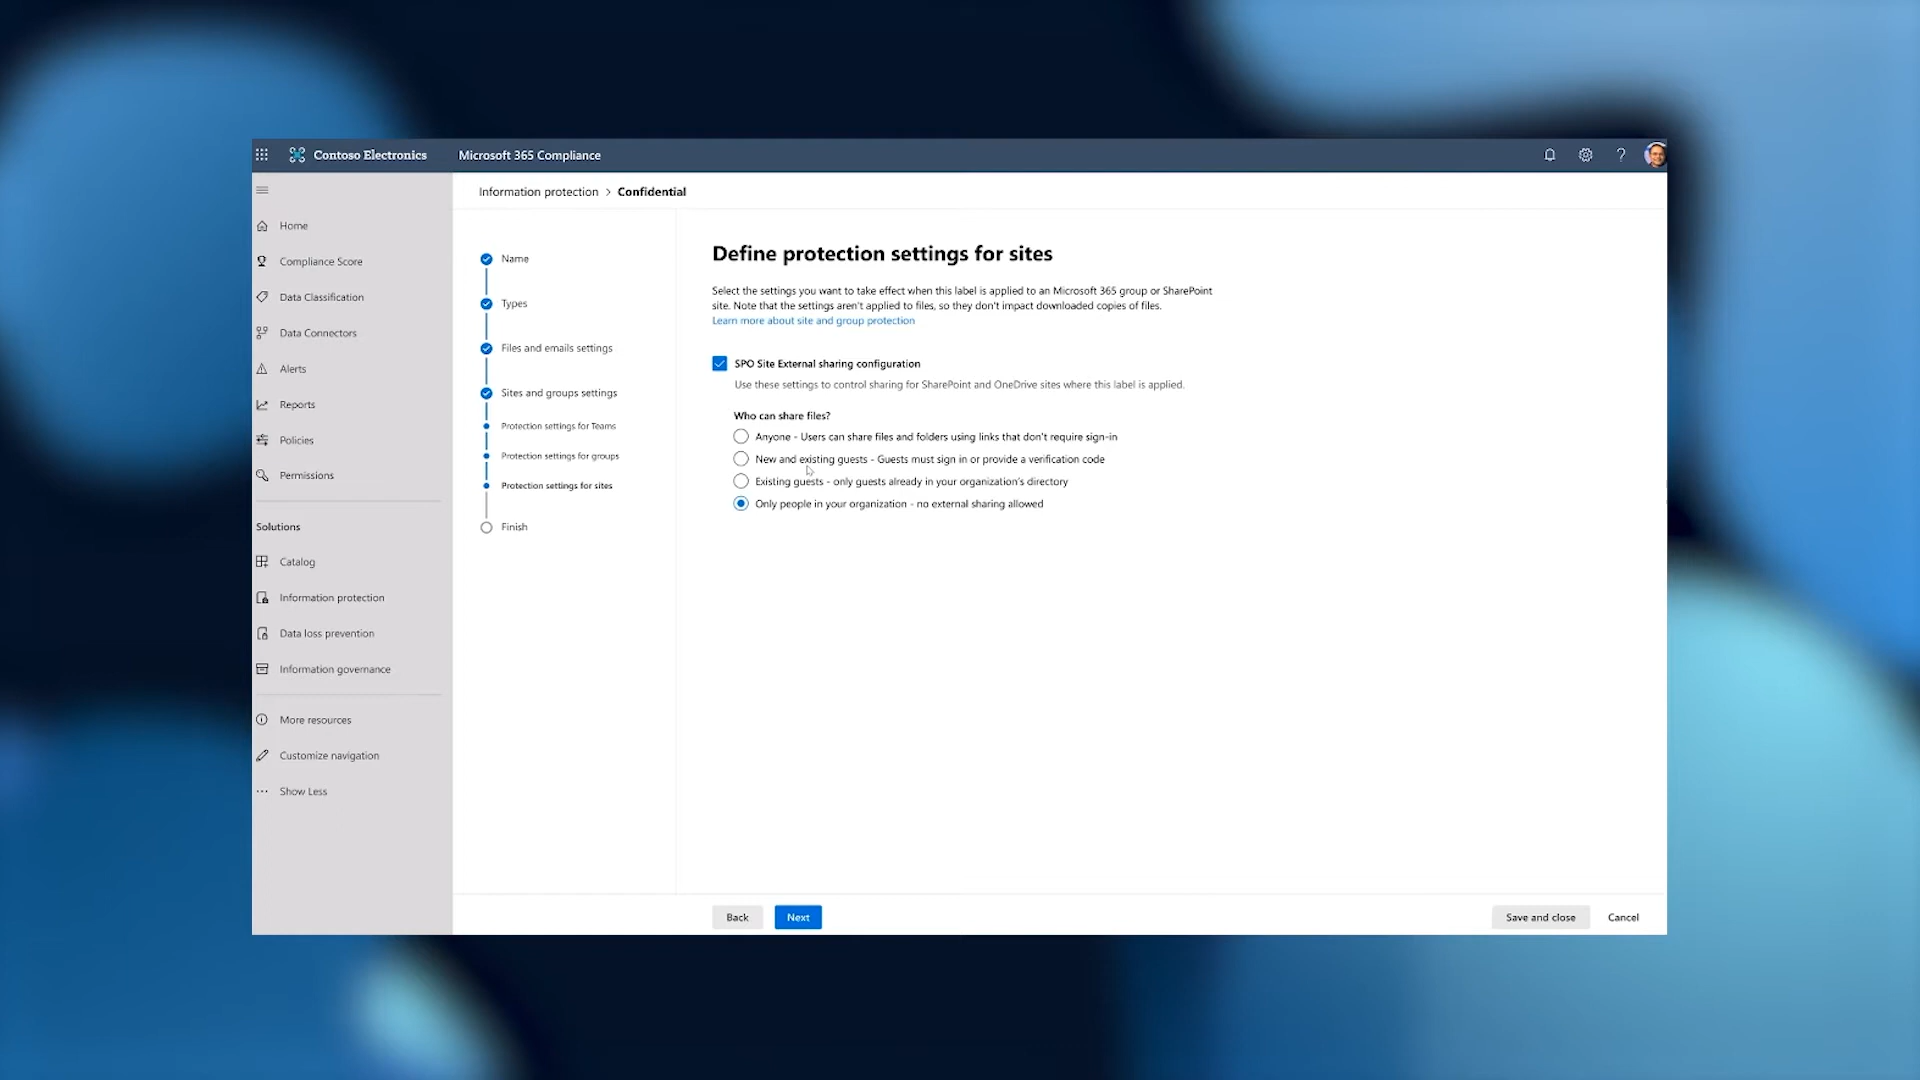 Contoso Electronics
Microsoft 365 Compliance
?
Home
Compliance Score
Data Classification
Data Connectors
Alerts
Reports
Policies
Permissions
Solutions
Catalog
Information protection
Data loss prevention
Information governance
More resources
Customize navigation
Show Less
Information protection > Confidential
Name
Types
Files and emails settings
Sites and groups settings
Protection settings for Teams
Protection settings for groups
Protection settings for sites
Finish
Define protection settings for sites
Select the settings you want to take effect when this label is applied to an Microsoft 365 group or SharePoint
site. Note that the settings aren't applied to files, so they don't impact downloaded copies of files.
Learn more about site and group protection
SPO Site External sharing configuration
Use these settings to control sharing for SharePoint and OneDrive sites where this label is applied.
Who can share files?
Anyone - Users can share files and folders using links that don't require sign-in
New and existing guests - Guests must sign in or provide a verification code
Existing guests - only guests already in your organization's directory
Only people in your organization - no external sharing allowed
Back
Next
Save and close
Cancel